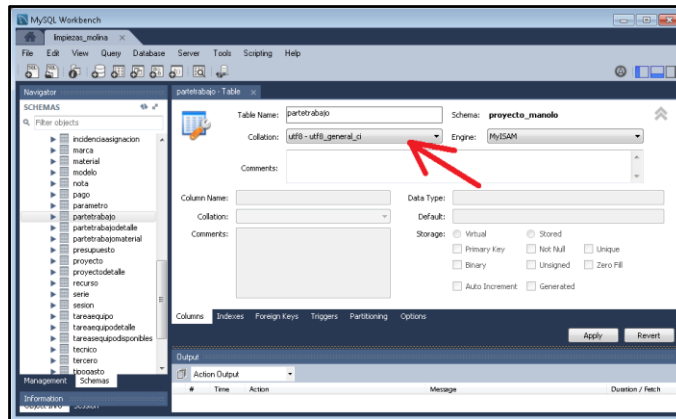 MySQL Workbench
limpiezas_molina
File Edit View Query Database Server Tools Scripting Help
Navigator
partetrabajo - Table
SCHEMAS
Filter objects
incidenciaasignacion
marca
material
modelo
nota
pago
parametro
partetrabajo
partetrabajodetalle
partetrabajomaterial
presupuesto
proyecto
proyectodetalle
recurso
serie
sesion
tareaequipo
tareaequipodetalle
tareasequipodisponibles
tecnico
tercero
tipogasto
Management Schemas
Information
Object Info Session
Table Name: partetrabajo Schema: proyecto_manolo
Collation: utf8 - utf8_general_ci Engine: MyISAM
Comments:
Column Name: Data Type:
Collation: Default:
Comments: Storage: Virtual Stored
Primary Key Not Null Unique
Binary Unsigned Zero Fill
Auto Increment Generated
Columns Indexes Foreign Keys Triggers Partitioning Options
Apply Revert
Output
Action Output
# Time Action Message Duration / Fetch